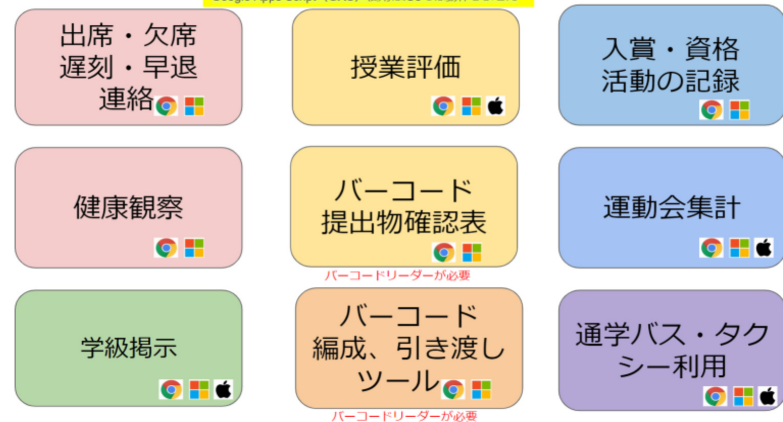 出席・欠席
遅刻・早退
連絡
授業評価
入賞・資格
活動の記録
健康観察
バーコード
提出物確認表
バーコードリーダーが必要
運動会集計
学級掲示
バーコード
編成、引き渡し
ツール
バーコードリーダーが必要
通学バス・タク
シー利用